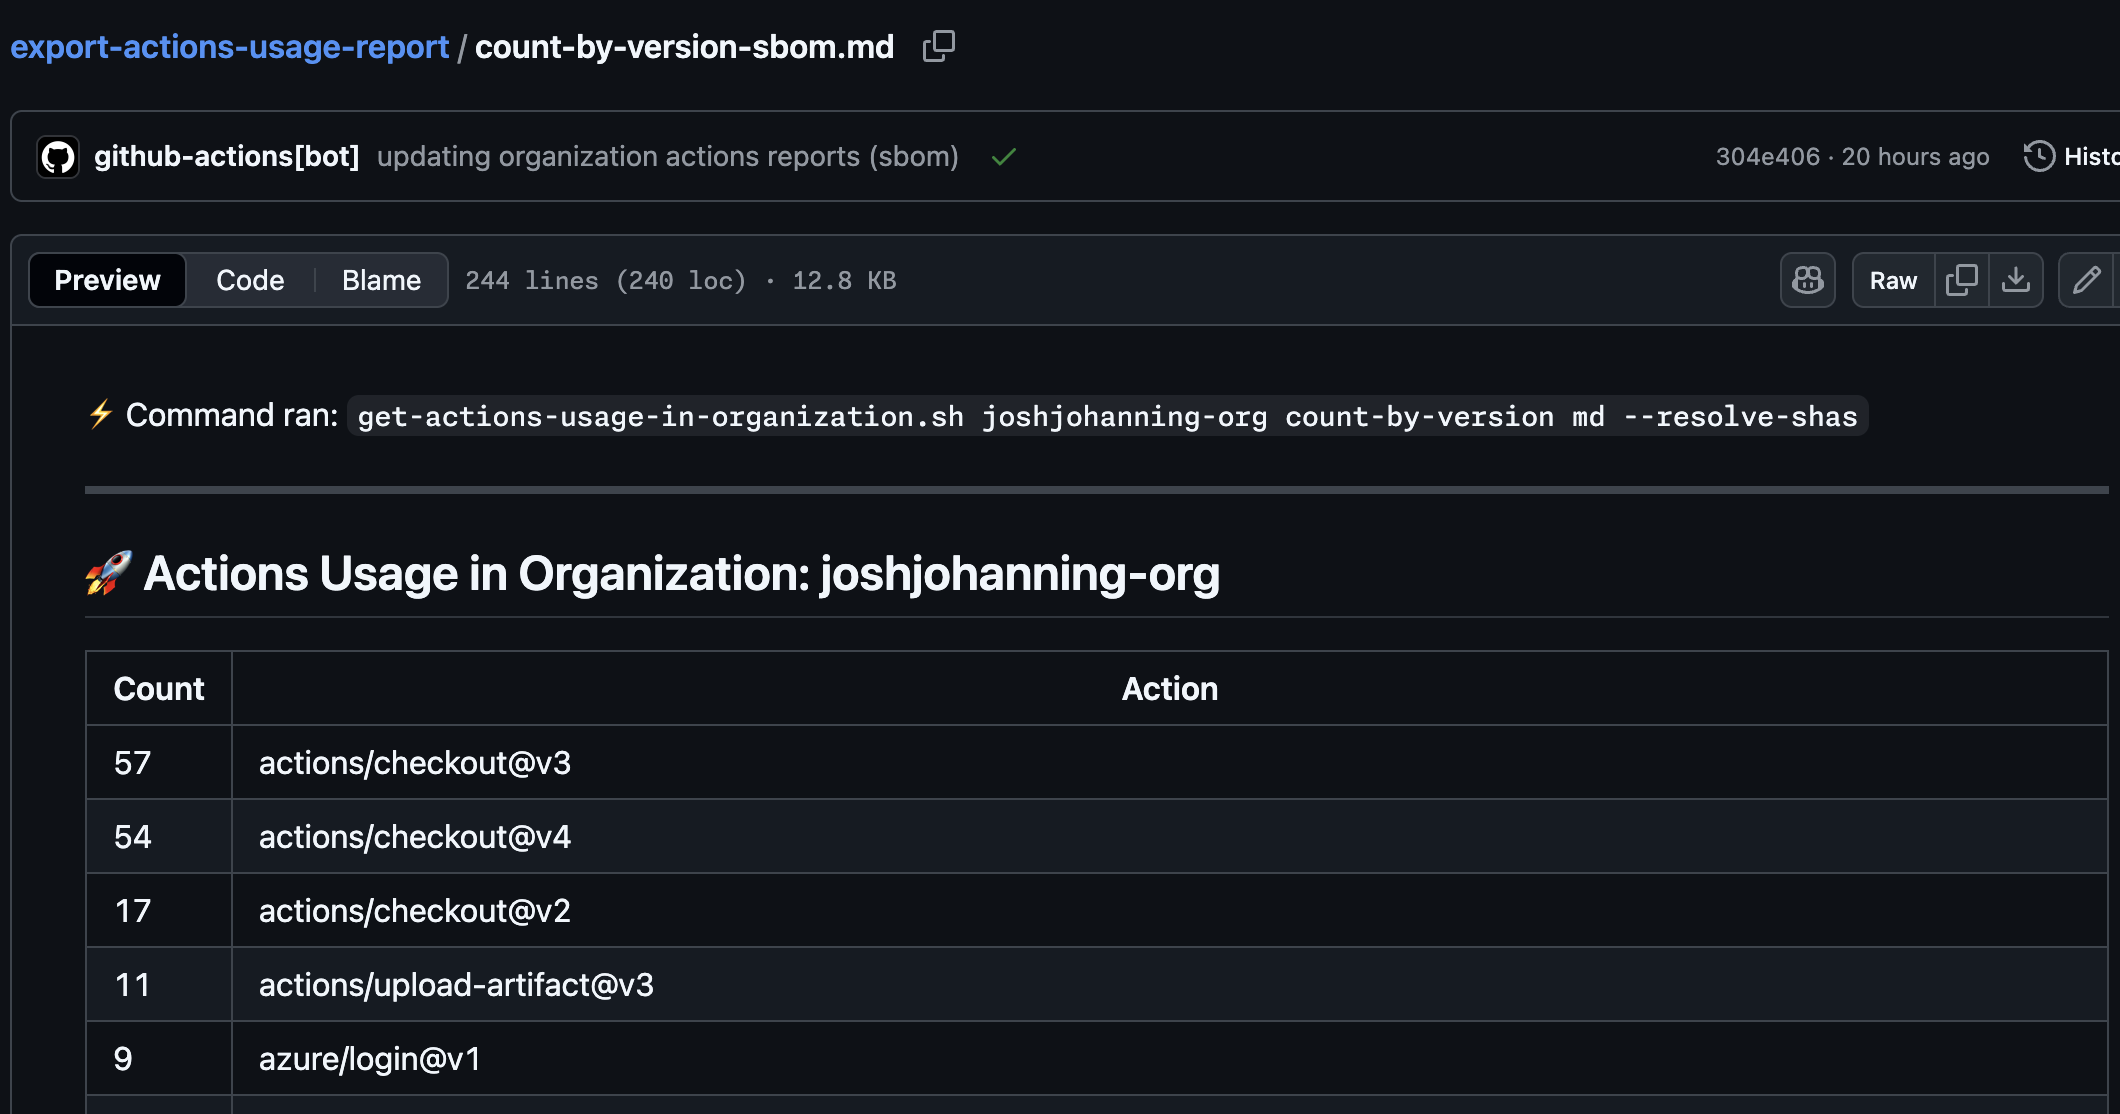 export-actions-usage-report / count-by-version-sbom.md
github-actions[bot] updating organization actions reports (sbom) 304e406 · 20 hours ago Histo
Preview Code Blame 244 lines (240 loc) · 12.8 KB Raw
⚡ Command ran: get-actions-usage-in-organization.sh joshjohanning-org count-by-version md --resolve-shas
🚀 Actions Usage in Organization: joshjohanning-org
Count Action
57 actions/checkout@v3
54 actions/checkout@v4
17 actions/checkout@v2
11 actions/upload-artifact@v3
9 azure/login@v1